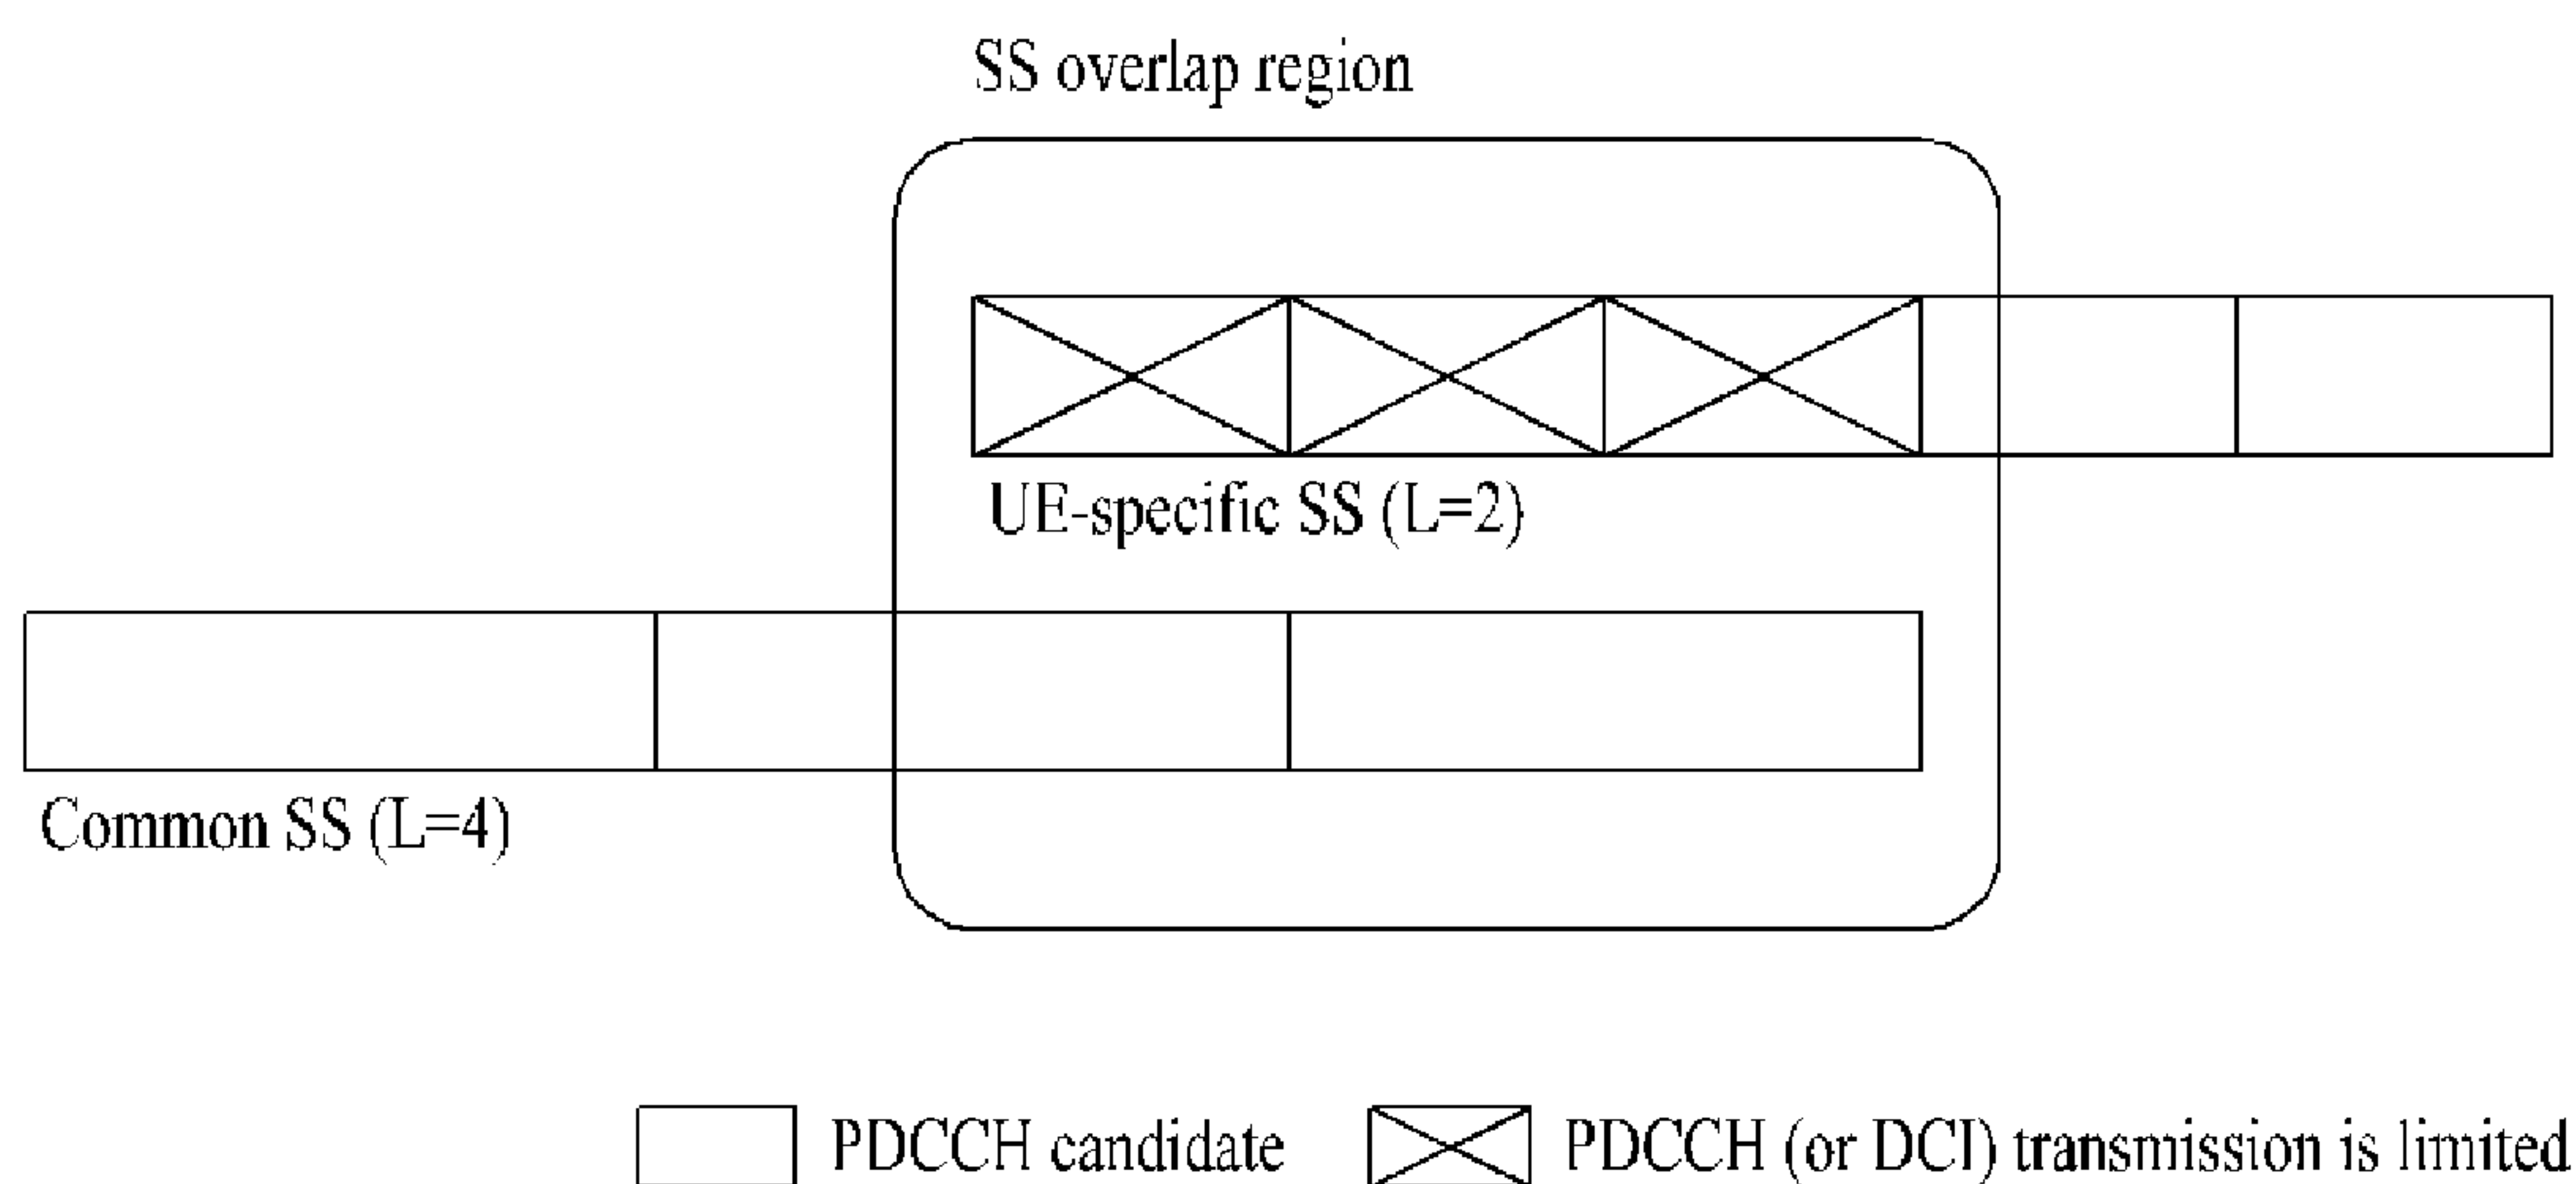 SS overlap region
UE-specific SS (L=2)
Common SS (L=4)
PDCCH candidate
PDCCH (or DCI) transmission is limited